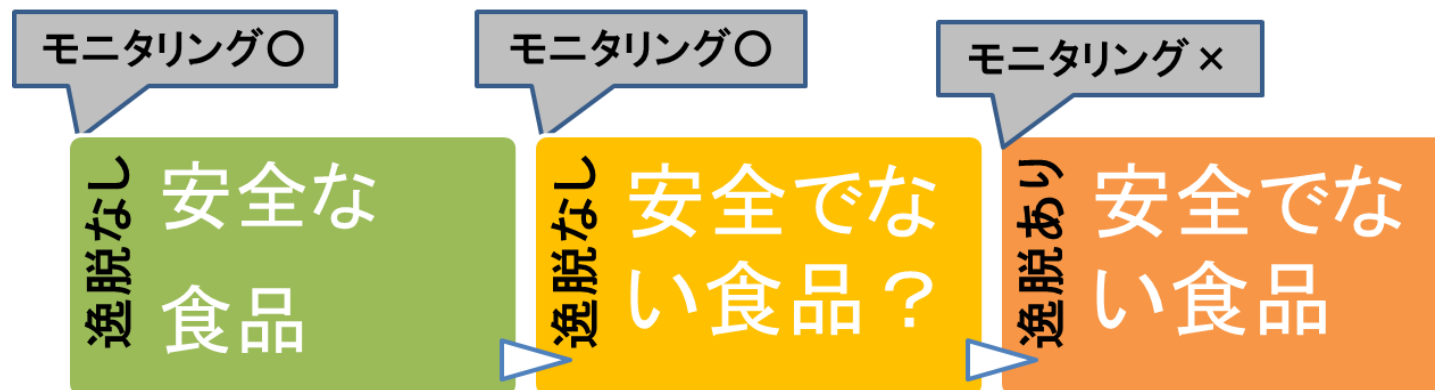 モニタリング〇
モニタリング〇
モニタリング×
逸脱なし
安全な
食品
逸脱なし
安全でな
い食品？
逸脱あり
安全でな
い食品